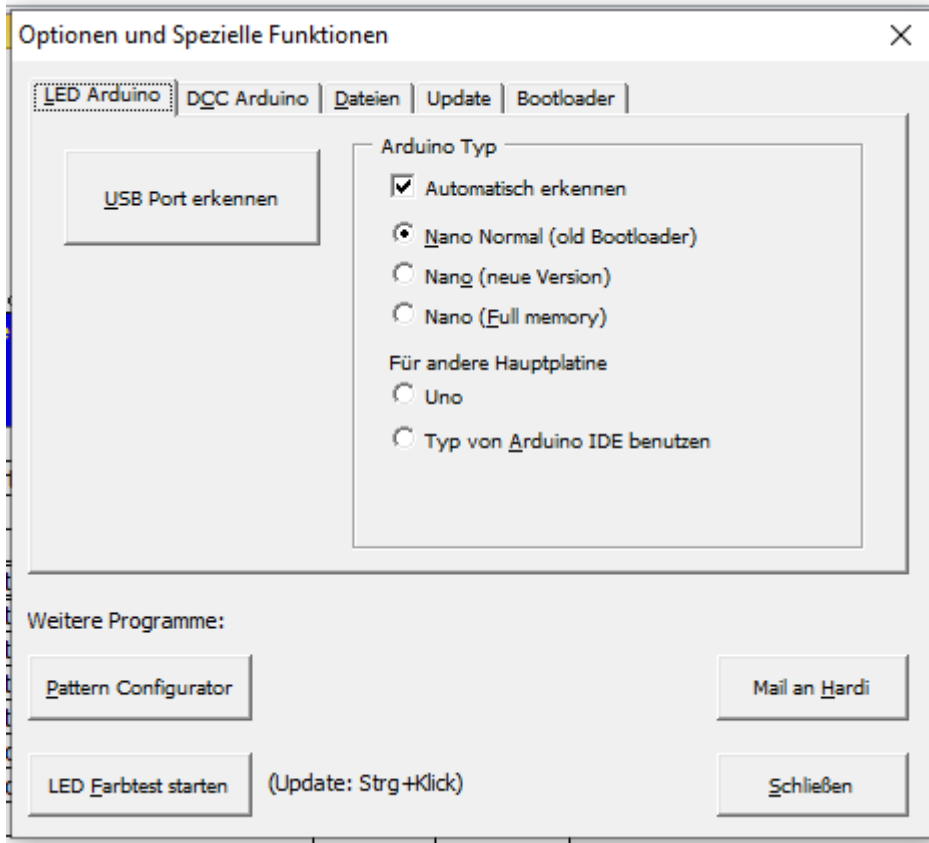 Optionen und Spezielle Funktionen
LED Arduino
DCC Arduino
Dateien
Update
Bootloader
USB Port erkennen
Arduino Typ
Automatisch erkennen
Nano Normal (old Bootloader)
Nano (neue Version)
Nano (Full memory)
Für andere Hauptplatine
Uno
Typ von Arduino IDE benutzen
Weitere Programme:
Pattern Configurator
Mail an Hardi
LED Farbtest starten
(Update: Strg+Klick)
Schließen